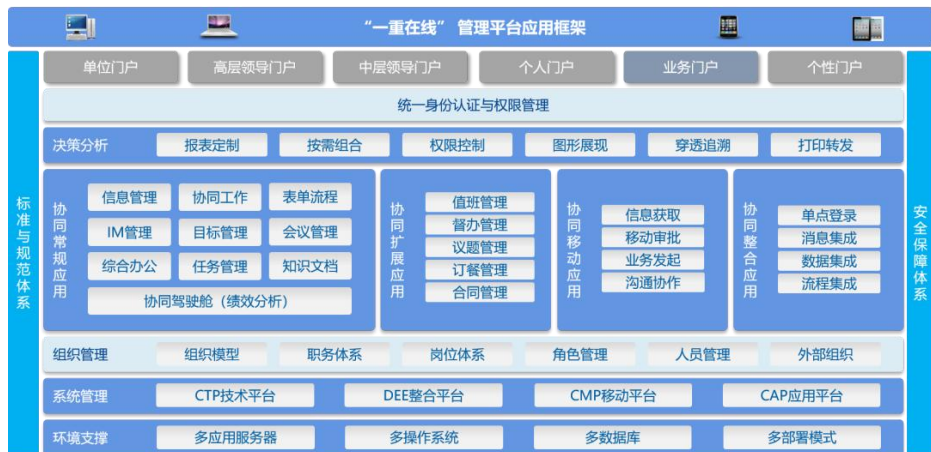 “一重在线” 管理平台应用框架
单位门户 高层领导门户 中层领导门户 个人门户 业务门户 个性门户
统一身份认证与权限管理
决策分析 报表定制 按需组合 权限控制 图形展现 穿透追溯 打印转发
标准与规范体系
协同常规应用
信息管理 协同工作 表单流程
IM管理 目标管理 会议管理
综合办公 任务管理 知识文档
协同驾驶舱（绩效分析）
协同扩展应用
值班管理
督办管理
议题管理
订餐管理
合同管理
协同移动应用
信息获取
移动审批
业务发起
沟通协作
协同整合应用
单点登录
消息集成
数据集成
流程集成
安全保障体系
组织管理 组织模型 职务体系 岗位体系 角色管理 人员管理 外部组织
系统管理 CTP技术平台 DEE整合平台 CMP移动平台 CAP应用平台
环境支撑 多应用服务器 多操作系统 多数据库 多部署模式